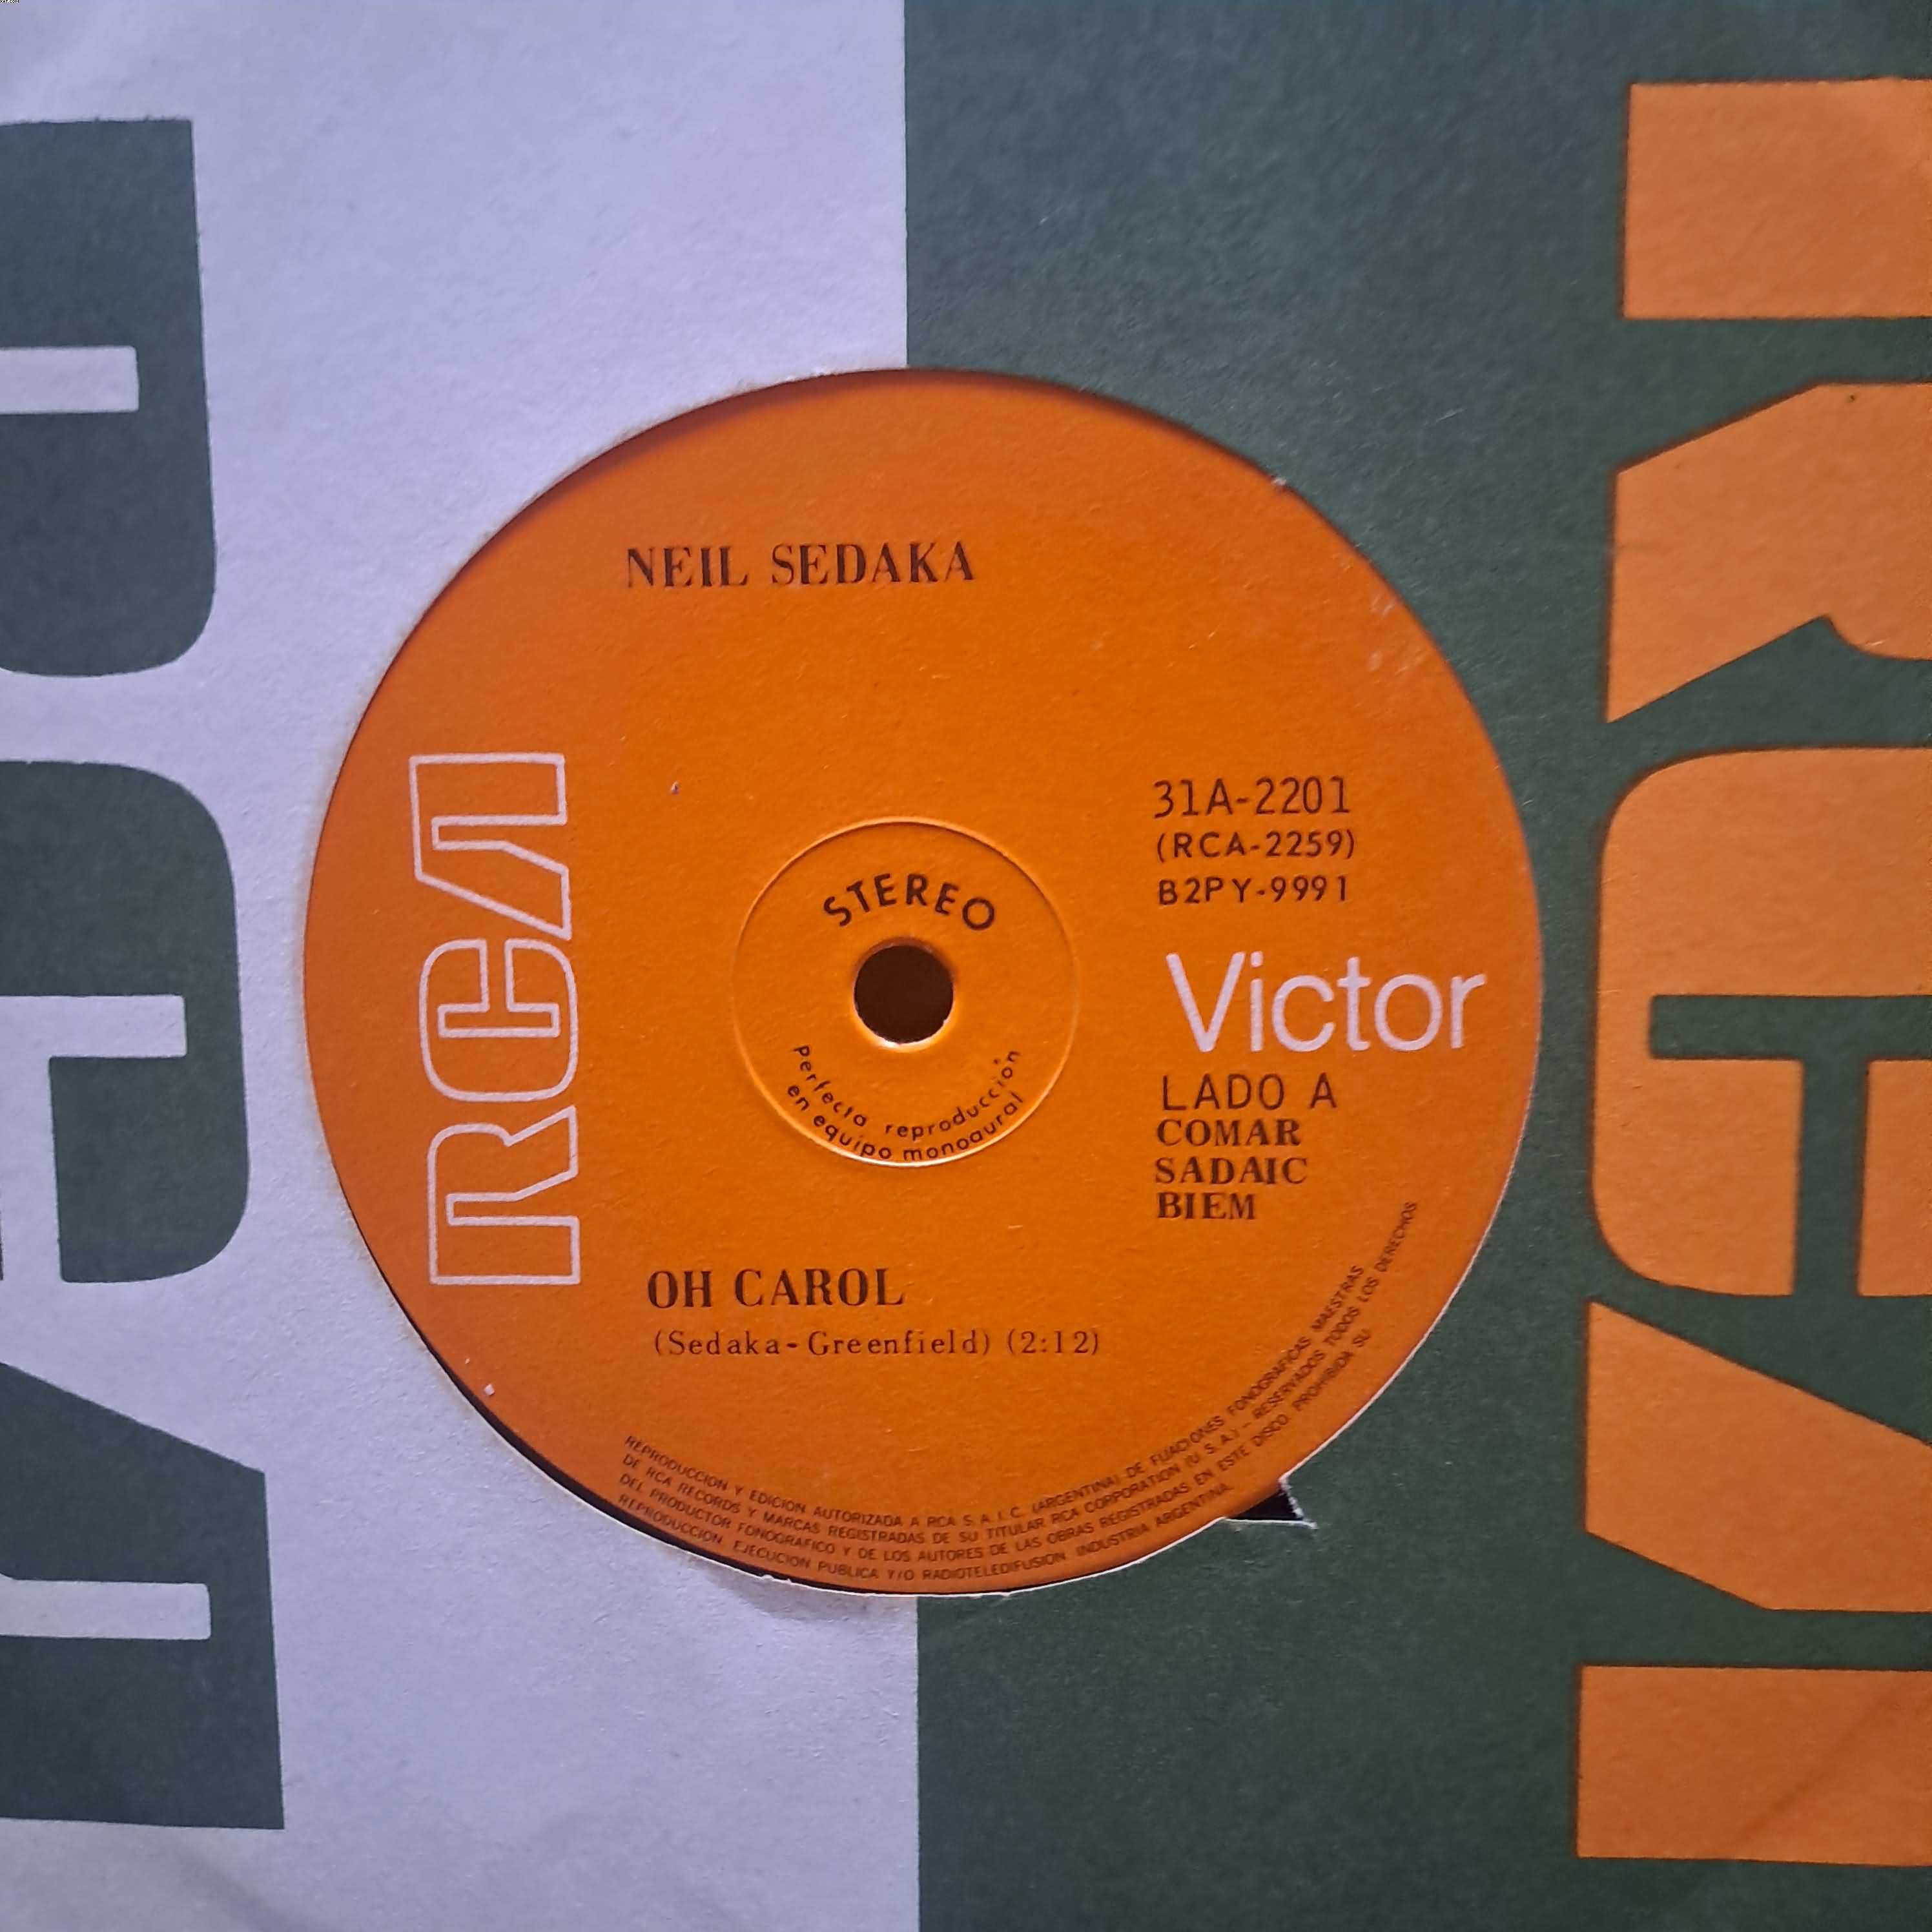 NEIL SEDAKA
RCA
31A-2201
(RCA-2259)
B2PY-9991
STEREO
Victor
Perfecta reproducción
en equipo monoaural
LADO A
COMAR
SADAIC
BIEM
OH CAROL
(Sedaka-Greenfield) (2:12)
REPRODUCCION Y EDICION AUTORIZADA A RCA S.A.I.C. (ARGENTINA) DE FIJACIONES FONOGRAFICAS MAESTRAS
DE RCA RECORDS Y MARCAS REGISTRADAS DE SU TITULAR RCA CORPORATION (U.S.A.) - RESERVADOS TODOS LOS DERECHOS
DEL PRODUCTOR FONOGRAFICO Y DE LOS AUTORES DE LAS OBRAS REGISTRADAS EN ESTE DISCO. PROHIBIDA SU
REPRODUCCION, EJECUCION PUBLICA Y/O RADIOTELEDIFUSION. INDUSTRIA ARGENTINA.
RCA